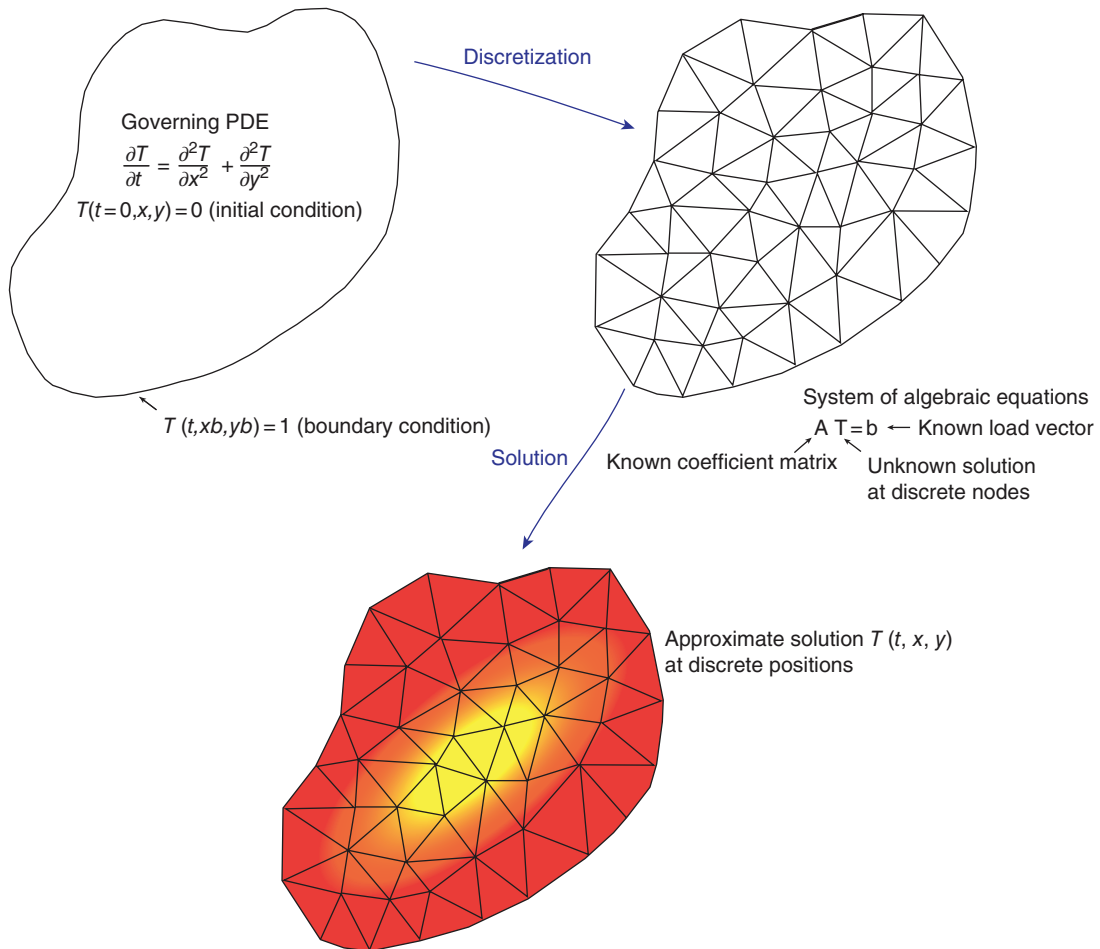 Discretization
Governing PDE
∂T/∂t = ∂²T/∂x² + ∂²T/∂y²
T(t=0,x,y)=0 (initial condition)
T (t,xb,yb)=1 (boundary condition)
Solution
System of algebraic equations
A T=b ← Known load vector
Known coefficient matrix
Unknown solution
at discrete nodes
Approximate solution T (t, x, y)
at discrete positions